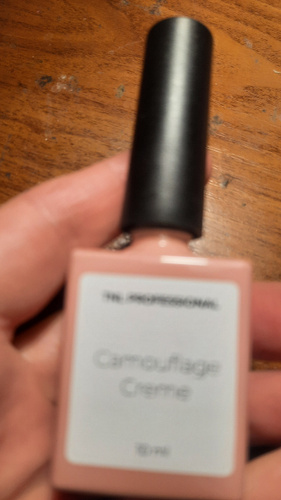 TNL PROFESSIONAL
Camouflage
Creme
10 ml